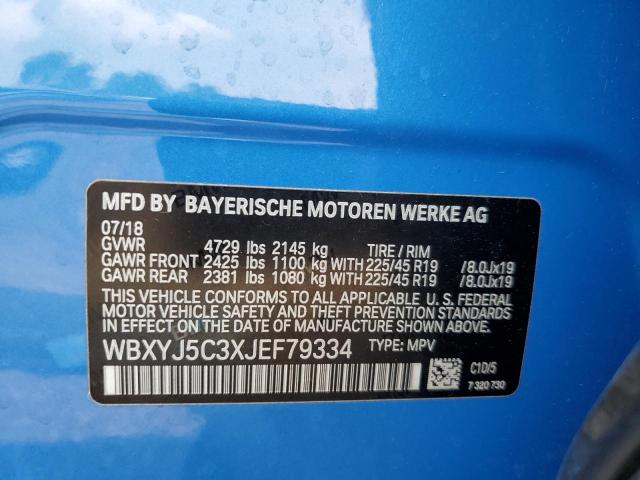 MFD BY BAYERISCHE MOTOREN WERKE AG
07/18
GVWR 4729 lbs 2145 kg TIRE / RIM
GAWR FRONT 2425 lbs 1100 kg WITH 225/45 R19 /8.0Jx19
GAWR REAR 2381 lbs 1080 kg WITH 225/45 R19 /8.0Jx19
THIS VEHICLE CONFORMS TO ALL APPLICABLE U. S. FEDERAL
MOTOR VEHICLE SAFETY AND THEFT PREVENTION STANDARDS
IN EFFECT ON THE DATE OF MANUFACTURE SHOWN ABOVE.
WBXYJ5C3XJEF79334 TYPE: MPV
C1D/5
7 320 730